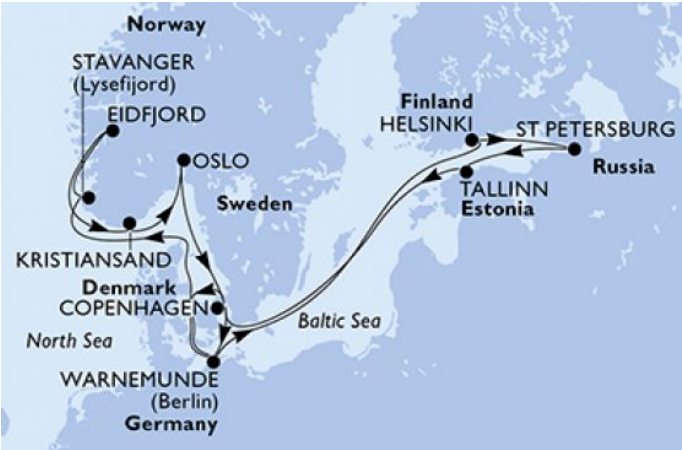 Norway
STAVANGER
(Lysefijord)
EIDFJORD
Finland
HELSINKI
ST PETERSBURG
OSLO
Russia
TALLINN
Estonia
Sweden
KRISTIANSAND
Denmark
COPENHAGEN
Baltic Sea
North Sea
WARNEMUNDE
(Berlin)
Germany